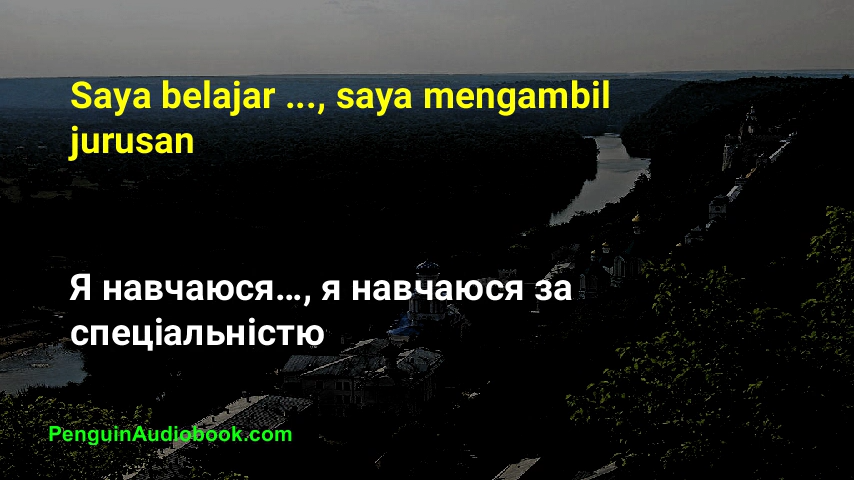 Saya belajar ..., saya mengambil
jurusan
Я навчаюся..., я навчаюся за
спеціальністю
PenguinAudiobook.com